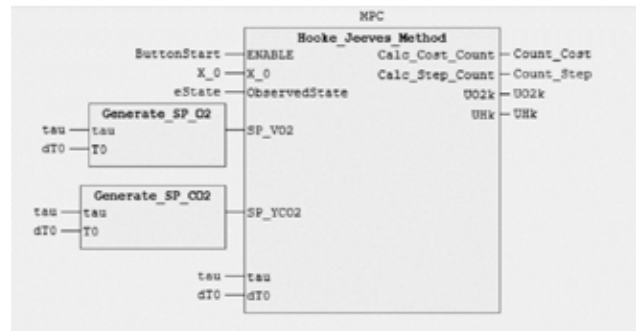 MPC
Hooke_Jeeves_Method
ButtonStart ENABLE Calc_Cost_Count Count_Cost
X_0 X_0 Calc_Step_Count Count_Step
eState ObservedState UO2k UO2k
Generate_SP_O2 UHk UHk
tau tau SP_VO2
dT0 T0
Generate_SP_CO2
tau tau SP_YCO2
dT0 T0
tau tau
dT0 dT0